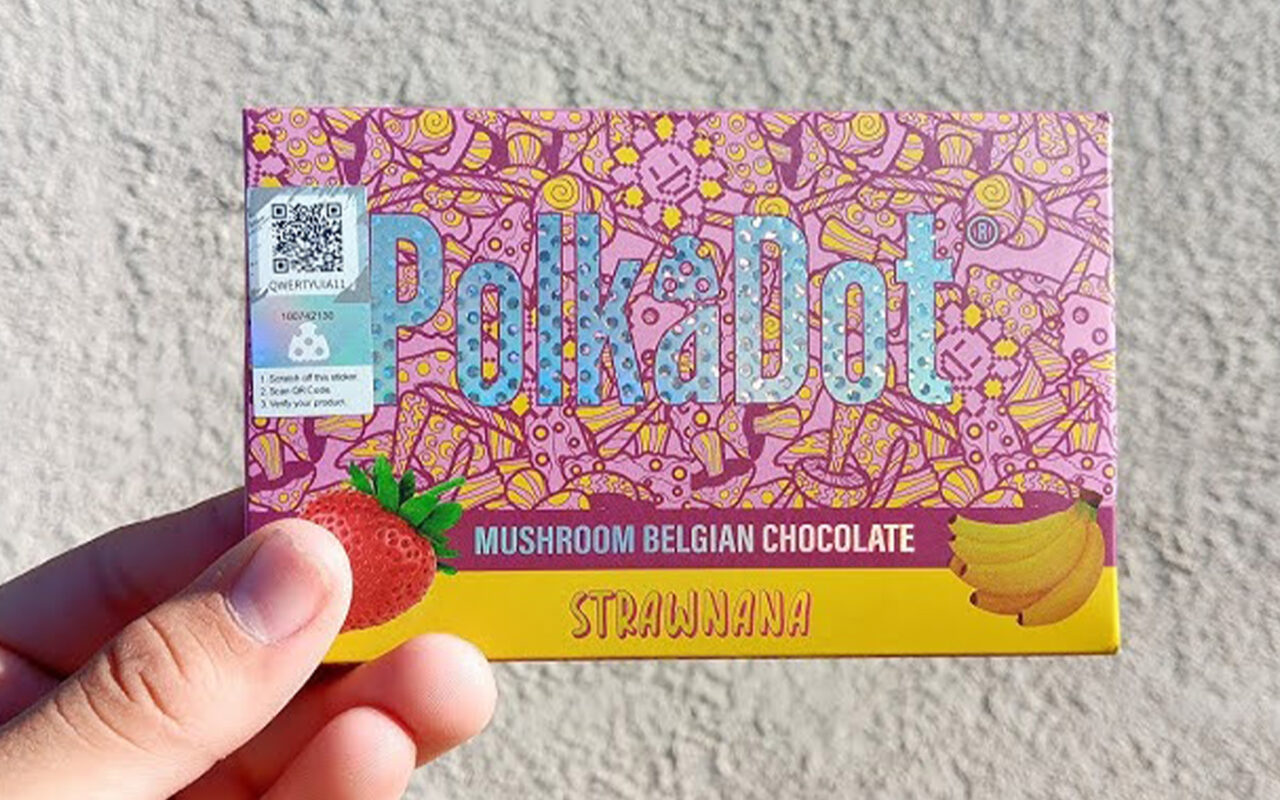 PolkaDot®
QWERTYUIA11
100742130
1. Scratch off this sticker.
2. Scan QR Code.
3. Verify your product.
MUSHROOM BELGIAN CHOCOLATE
STRAWNANA